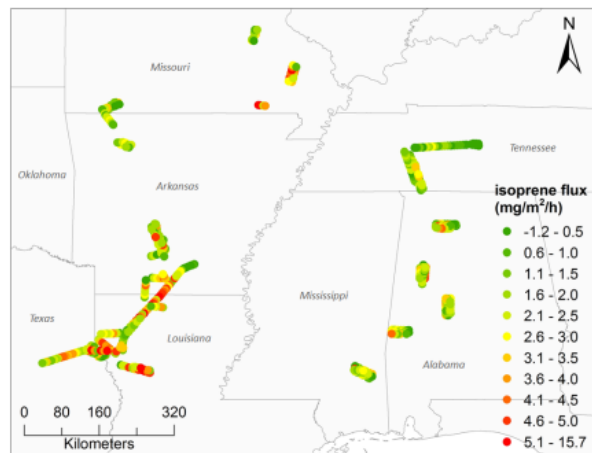 N
Missouri
Oklahoma
Arkansas
Tennessee
isoprene flux
(mg/m²/h)
-1.2 - 0.5
0.6 - 1.0
1.1 - 1.5
1.6 - 2.0
2.1 - 2.5
2.6 - 3.0
3.1 - 3.5
3.6 - 4.0
4.1 - 4.5
4.6 - 5.0
5.1 - 15.7
Texas
Louisiana
Mississippi
Alabama
0 80 160 320
Kilometers